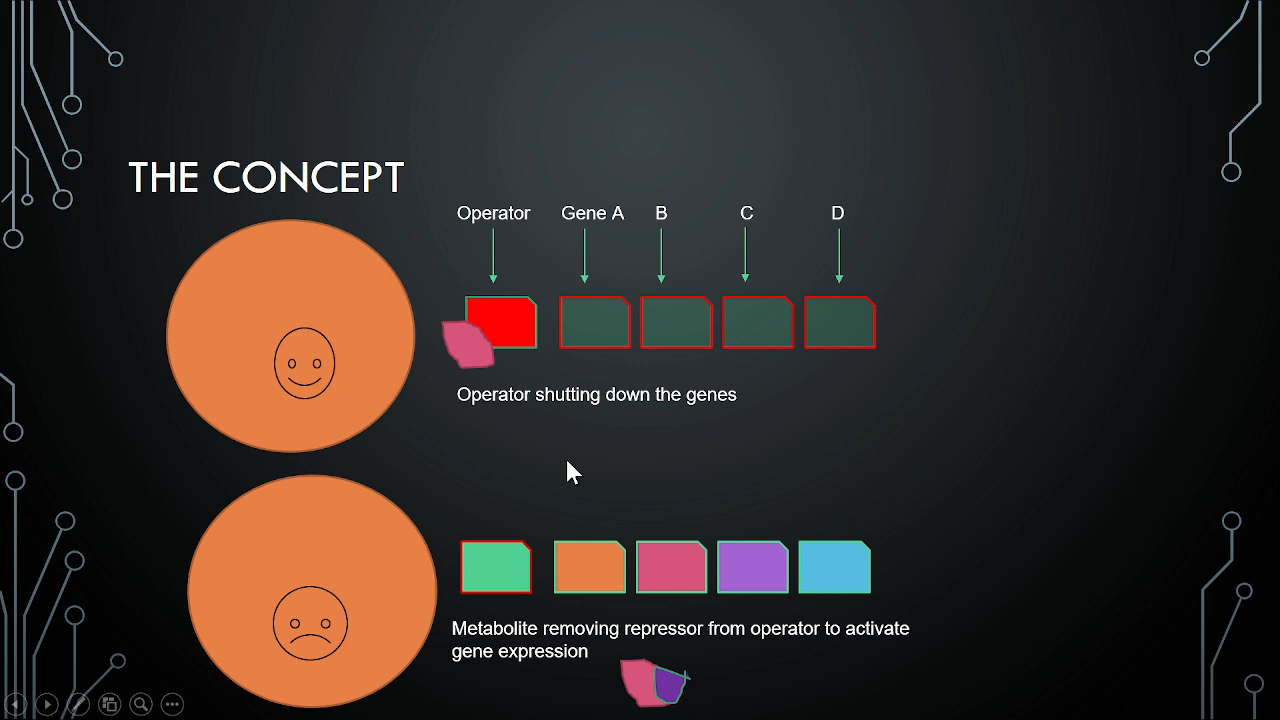 THE CONCEPT
Operator Gene A B C D
Operator shutting down the genes
Metabolite removing repressor from operator to activate
gene expression